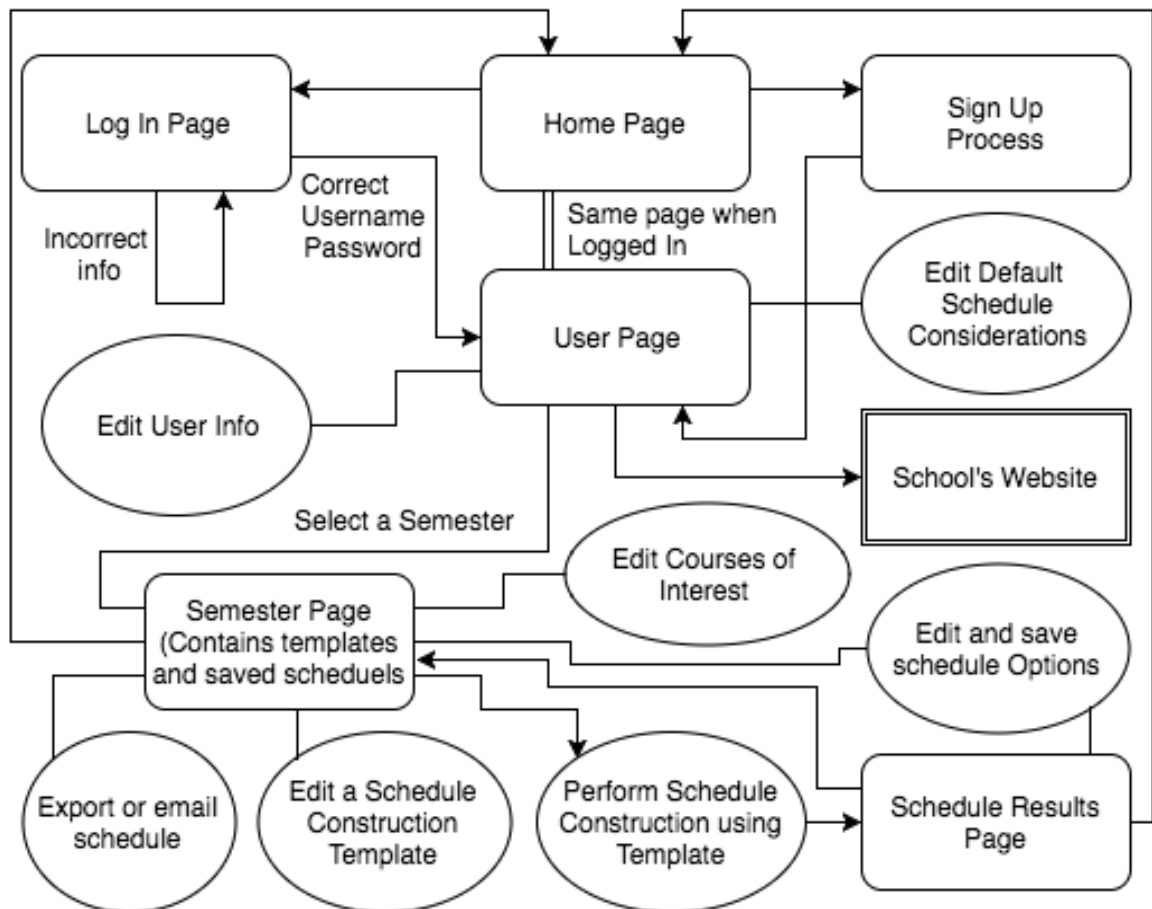 Log In Page
Home Page
Sign Up
Process
Correct
Username
Password
Same page when
Logged In
Incorrect
info
Edit Default
Schedule
Considerations
User Page
Edit User Info
School's Website
Select a Semester
Edit Courses of
Interest
Semester Page
(Contains templates
and saved scheduels
Edit and save
schedule Options
Export or email
schedule
Edit a Schedule
Construction
Template
Perform Schedule
Construction using
Template
Schedule Results
Page